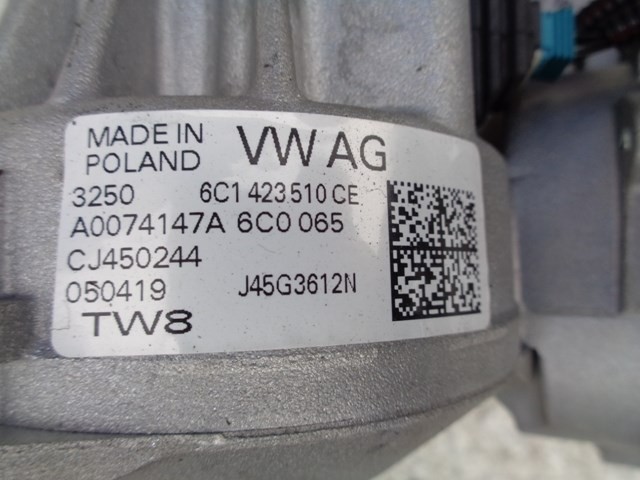 MADE IN POLAND VW AG
3250 6C1 423 510 CE
A0074147A 6C0 065
CJ450244
050419 J45G3612N
TW8